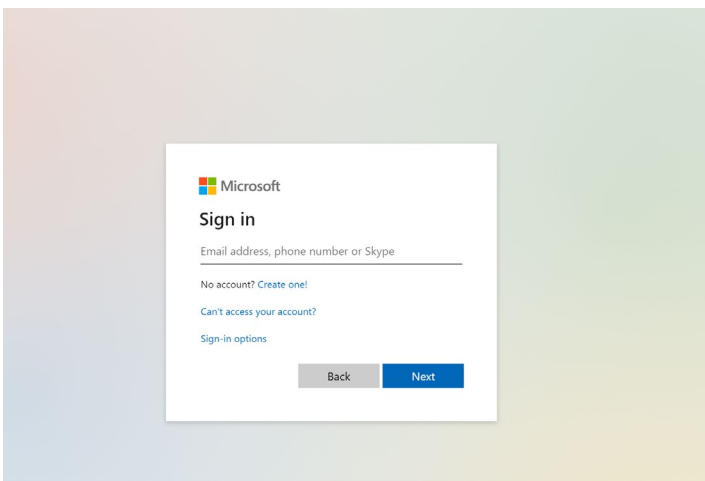 Microsoft
Sign in
Email address, phone number or Skype
No account? Create one!
Can't access your account?
Sign-in options
Back Next